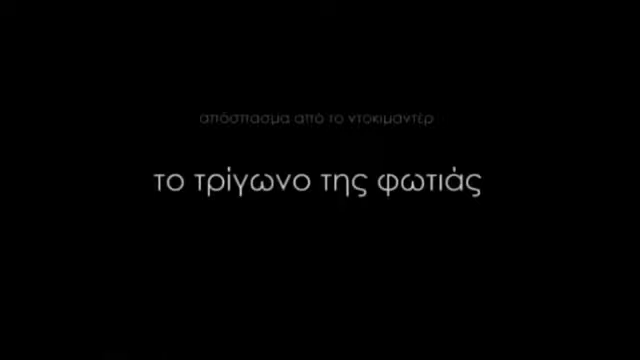 απόσπασμα από το ντοκιμαντέρ
το τρίγωνο της φωτιάς